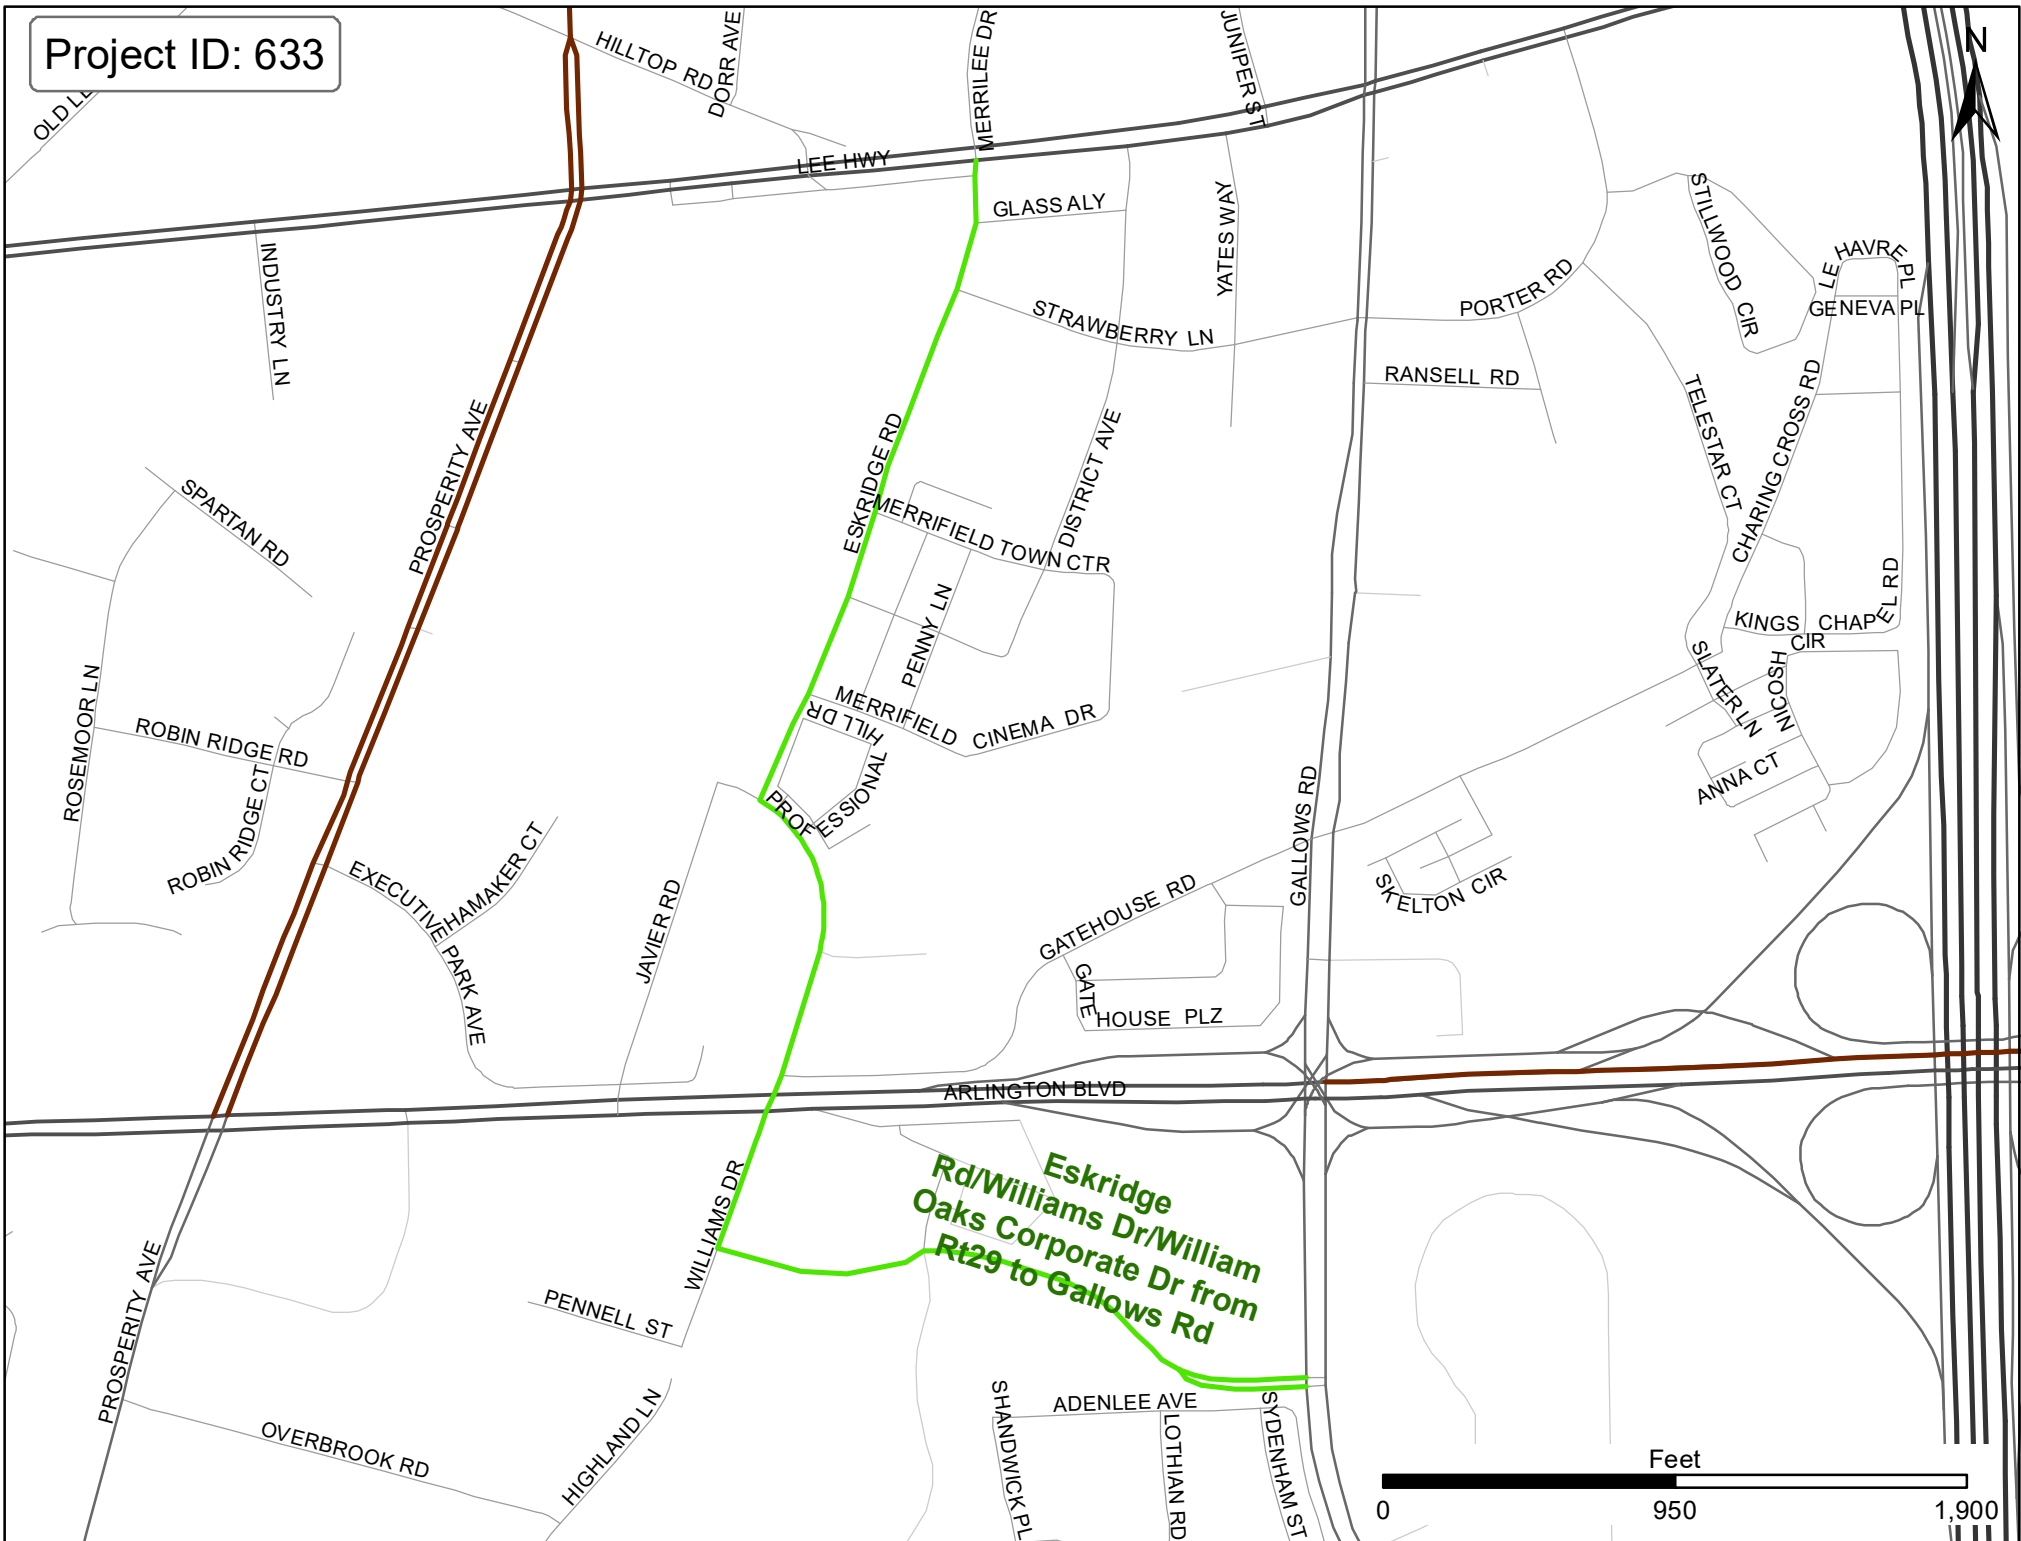 Project ID: 633
N
HILLTOP RD
DORR AVE
MERRILEE DR
JUNIPER ST
LEE HWY
GLASS ALY
YATES WAY
STILLWOOD CIR
LE HAVRE PL
GENEVA PL
INDUSTRY LN
STRAWBERRY LN
PORTER RD
RANSELL RD
TELESTAR CT
CHARING CROSS RD
PROSPERITY AVE
ESKRIDGE RD
DISTRICT AVE
MERRIFIELD TOWN CTR
SPARTAN RD
PENNY LN
KINGS CHAPEL RD
NICOSH CIR
SLATER LN
ANNA CT
ROSEMOOR LN
ROBIN RIDGE RD
ROBIN RIDGE CT
MERRIFIELD CINEMA DR
PROFESSIONAL HILL DR
GALLOWS RD
EXECUTIVE PARK AVE
HAMAKER CT
JAVIER RD
GATEHOUSE RD
GATE HOUSE PLZ
SKELTON CIR
ARLINGTON BLVD
WILLIAMS DR
Eskridge
Rd/Williams Dr/William
Oaks Corporate Dr from
Rt29 to Gallows Rd
PENNELL ST
PROSPERITY AVE
OVERBROOK RD
HIGHLAND LN
SHANDWICK PL
ADENLEE AVE
LOTHIAN RD
SYDENHAM ST
Feet
0 950 1,900